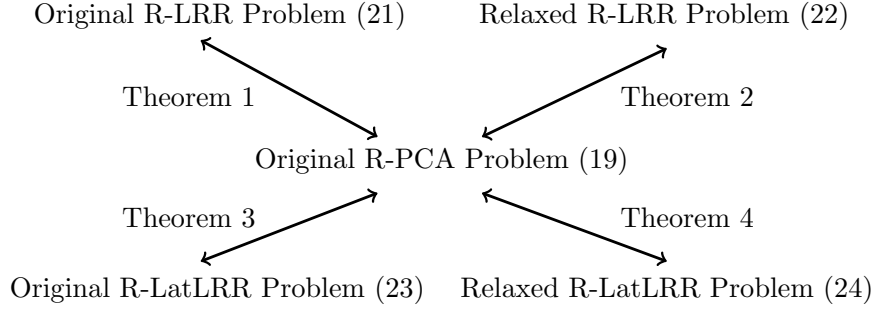 Original R-LRR Problem (21) Relaxed R-LRR Problem (22)
Theorem 1 Theorem 2
Original R-PCA Problem (19)
Theorem 3 Theorem 4
Original R-LatLRR Problem (23) Relaxed R-LatLRR Problem (24)